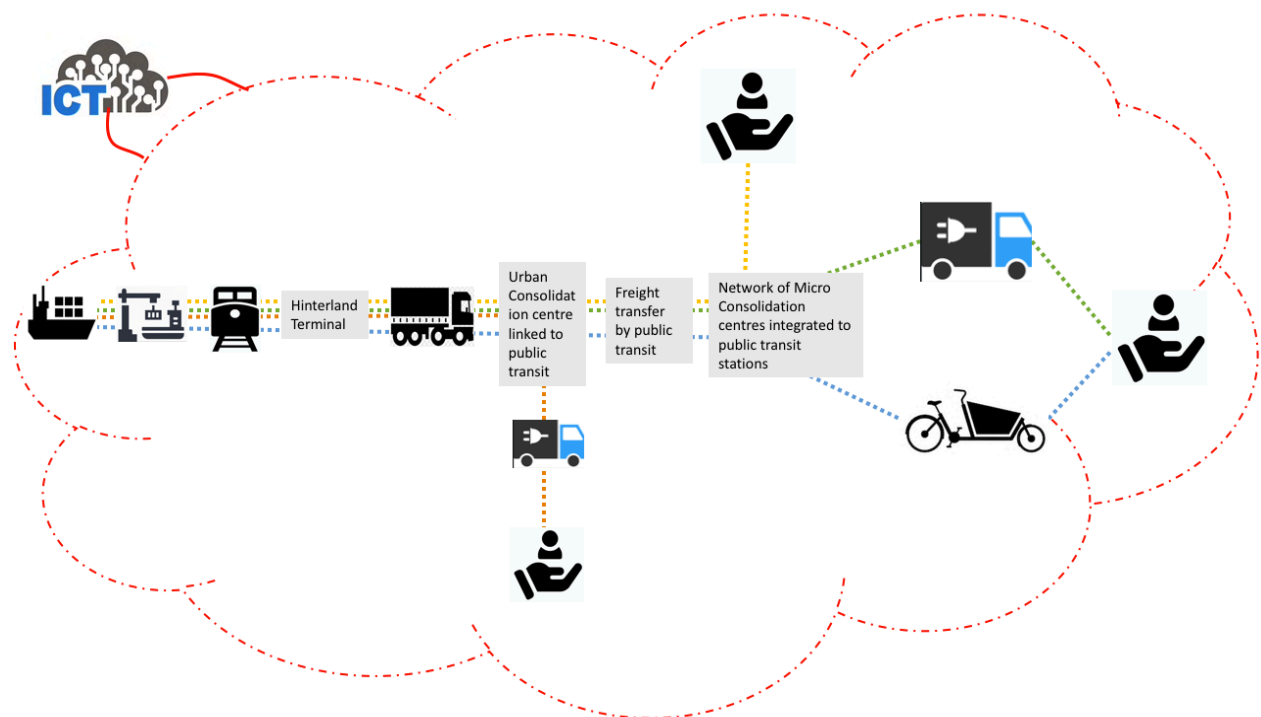 ICT
Hinterland
Terminal
Urban
Consolidat
ion centre
linked to
public
transit
Freight
transfer
by public
transit
Network of Micro
Consolidation
centres integrated to
public transit
stations